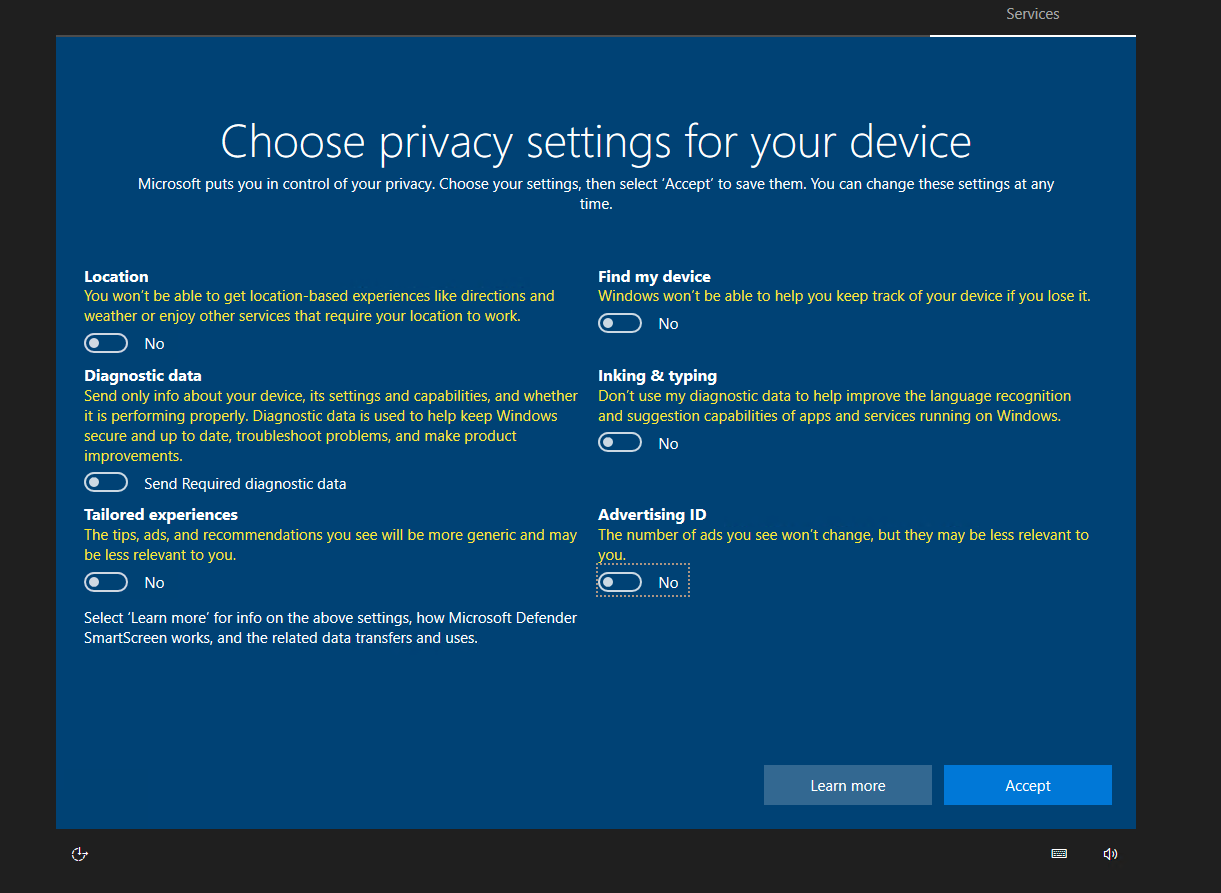 Services
Choose privacy settings for your device
Microsoft puts you in control of your privacy. Choose your settings, then select ‘Accept’ to save them. You can change these settings at any
time.
Location
You won’t be able to get location-based experiences like directions and
weather or enjoy other services that require your location to work.
No
Find my device
Windows won’t be able to help you keep track of your device if you lose it.
No
Diagnostic data
Send only info about your device, its settings and capabilities, and whether
it is performing properly. Diagnostic data is used to help keep Windows
secure and up to date, troubleshoot problems, and make product
improvements.
Send Required diagnostic data
Inking & typing
Don’t use my diagnostic data to help improve the language recognition
and suggestion capabilities of apps and services running on Windows.
No
Tailored experiences
The tips, ads, and recommendations you see will be more generic and may
be less relevant to you.
No
Advertising ID
The number of ads you see won’t change, but they may be less relevant to
you.
No
Select ‘Learn more’ for info on the above settings, how Microsoft Defender
SmartScreen works, and the related data transfers and uses.
Learn more
Accept